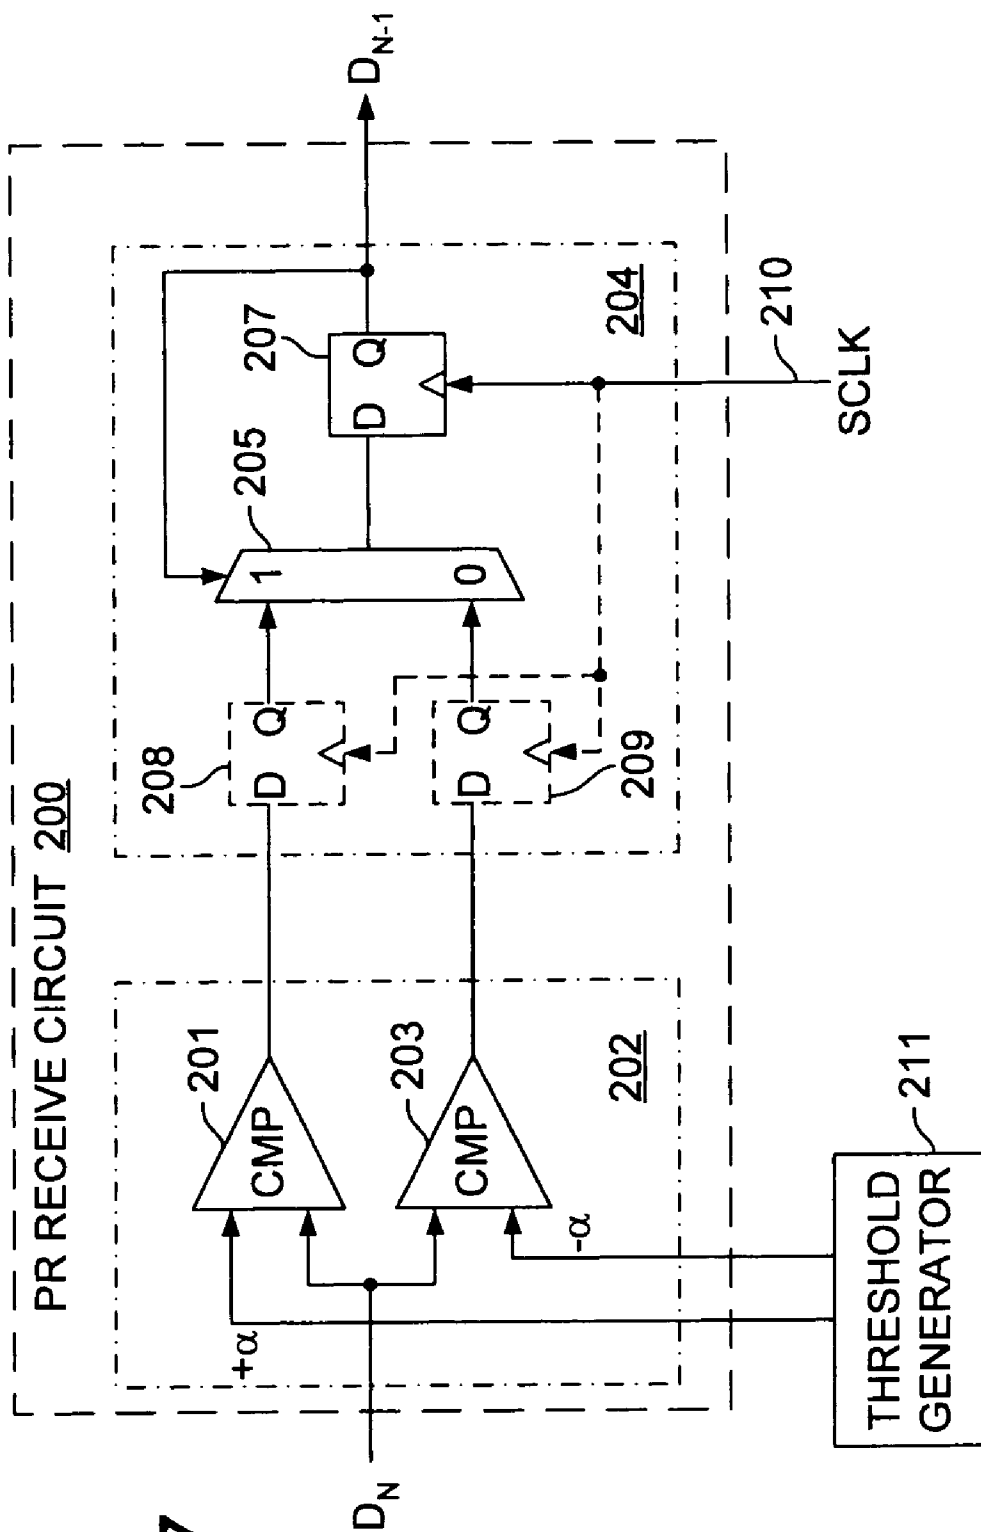 PR RECEIVE CIRCUIT 200
D_N
+α
-α
CMP
201
CMP
203
202
THRESHOLD
GENERATOR
211
208
D Q
D Q
209
1
0
205
207
D Q
204
D_{N-1}
210
SCLK
7